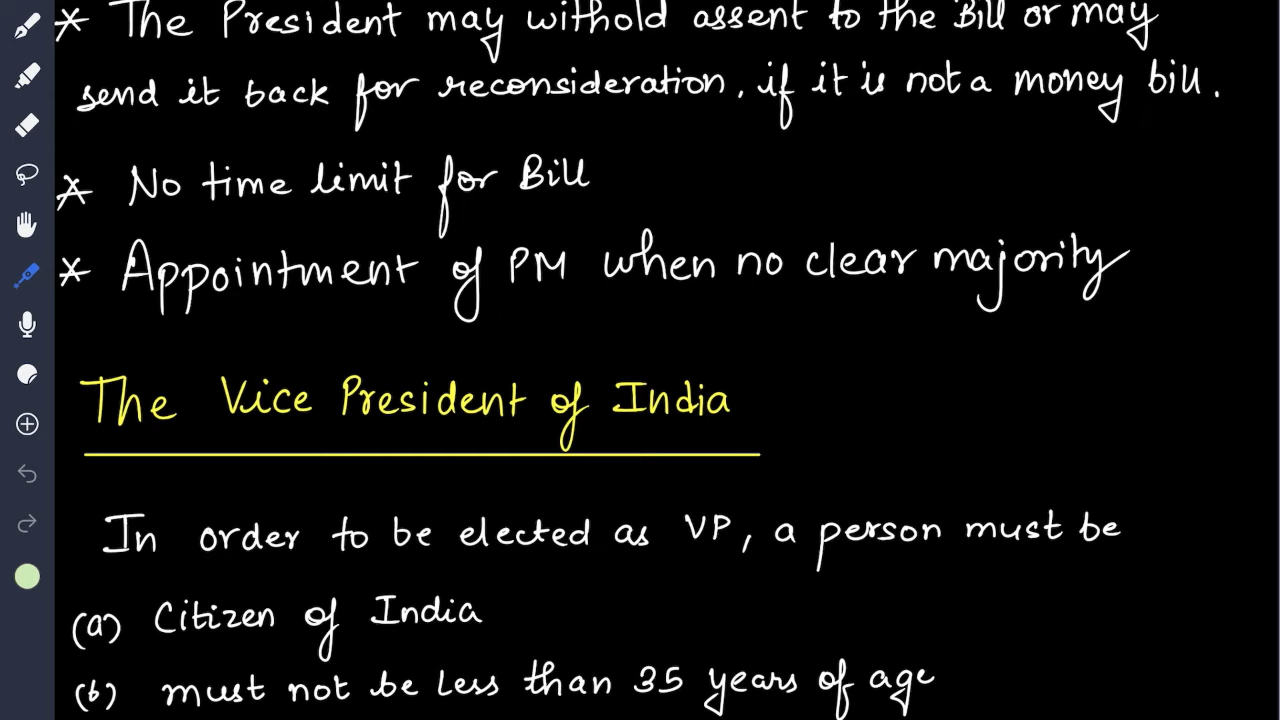 * The President may withold assent to the Bill or may
send it back for reconsideration, if it is not a money bill.
* No time limit for Bill
* Appointment of PM when no clear majority
The Vice President of India
In order to be elected as VP, a person must be
(a) Citizen of India
(b) must not be less than 35 years of age